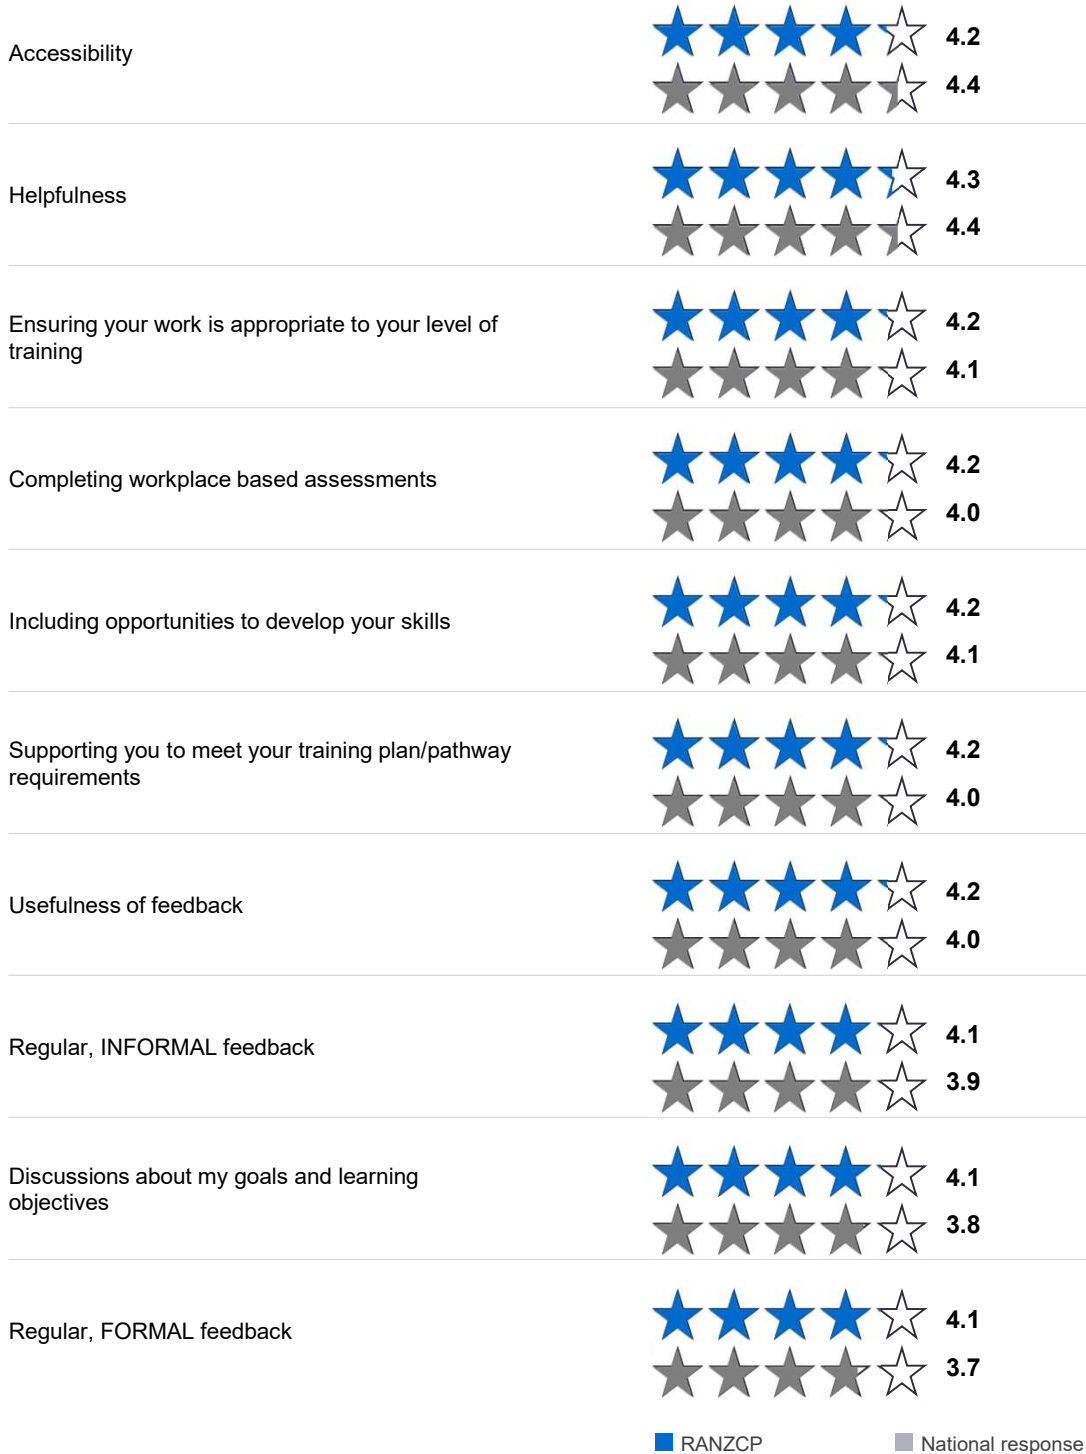 Accessibility
4.2
4.4
Helpfulness
4.3
4.4
Ensuring your work is appropriate to your level of
training
4.2
4.1
Completing workplace based assessments
4.2
4.0
Including opportunities to develop your skills
4.2
4.1
Supporting you to meet your training plan/pathway
requirements
4.2
4.0
Usefulness of feedback
4.2
4.0
Regular, INFORMAL feedback
4.1
3.9
Discussions about my goals and learning
objectives
4.1
3.8
Regular, FORMAL feedback
4.1
3.7
RANZCP
National response